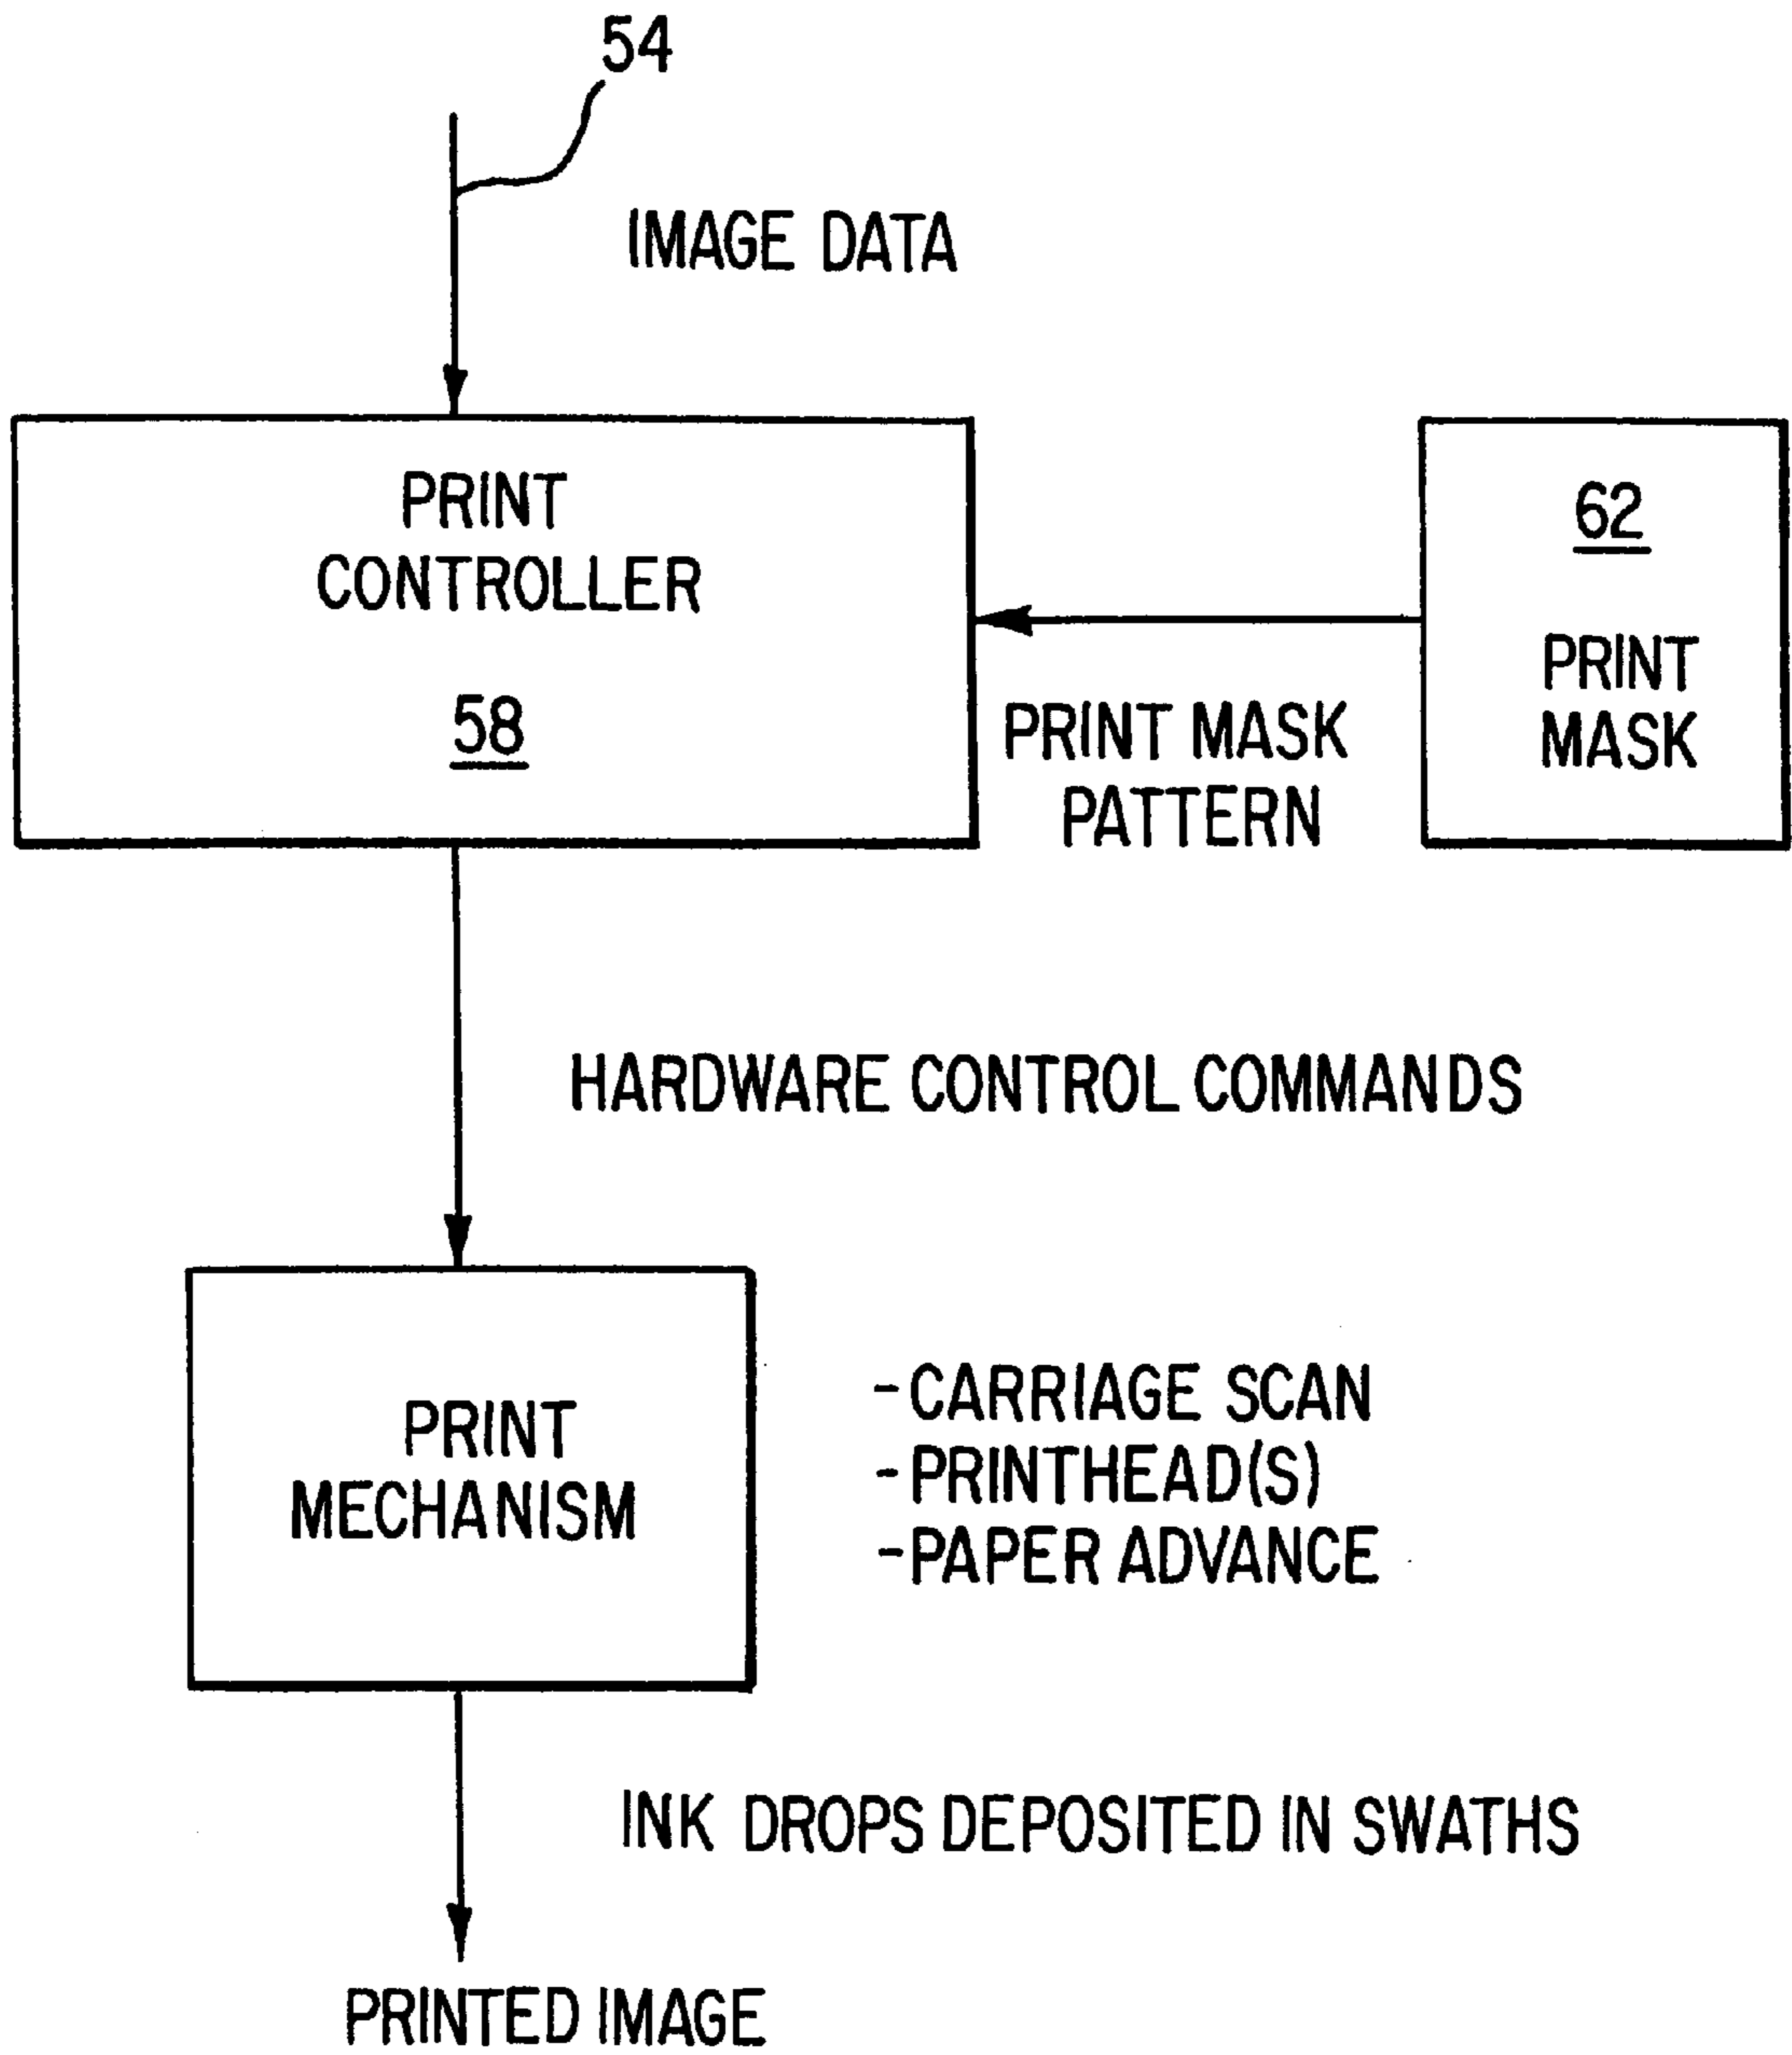 54
IMAGE DATA
PRINT
CONTROLLER
58
62
PRINT
MASK
PRINT MASK
PATTERN
HARDWARE CONTROL COMMANDS
PRINT
MECHANISM
-CARRIAGE SCAN
-PRINTHEAD(S)
-PAPER ADVANCE
INK DROPS DEPOSITED IN SWATHS
PRINTED IMAGE